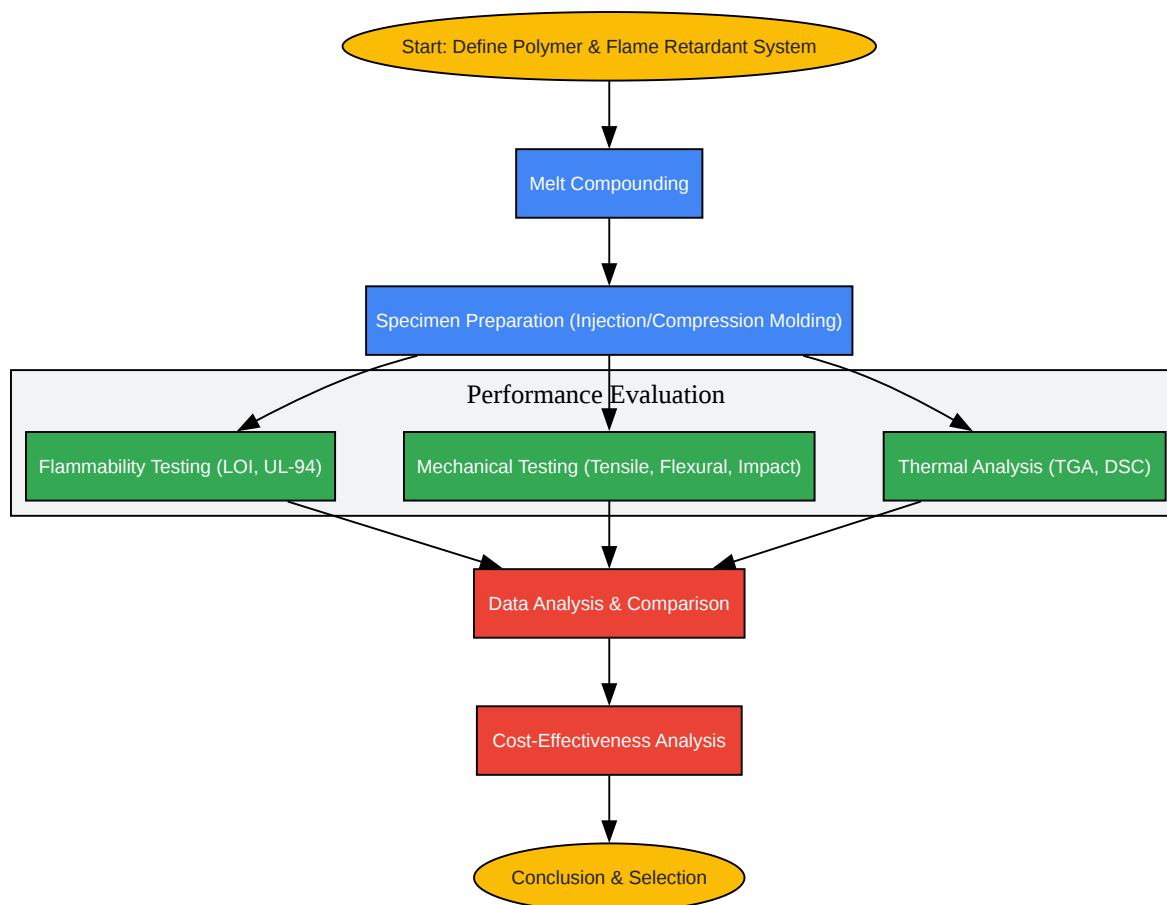 Start: Define Polymer & Flame Retardant System
Melt Compounding
Specimen Preparation (Injection/Compression Molding)
Performance Evaluation
Flammability Testing (LOI, UL-94)
Mechanical Testing (Tensile, Flexural, Impact)
Thermal Analysis (TGA, DSC)
Data Analysis & Comparison
Cost-Effectiveness Analysis
Conclusion & Selection